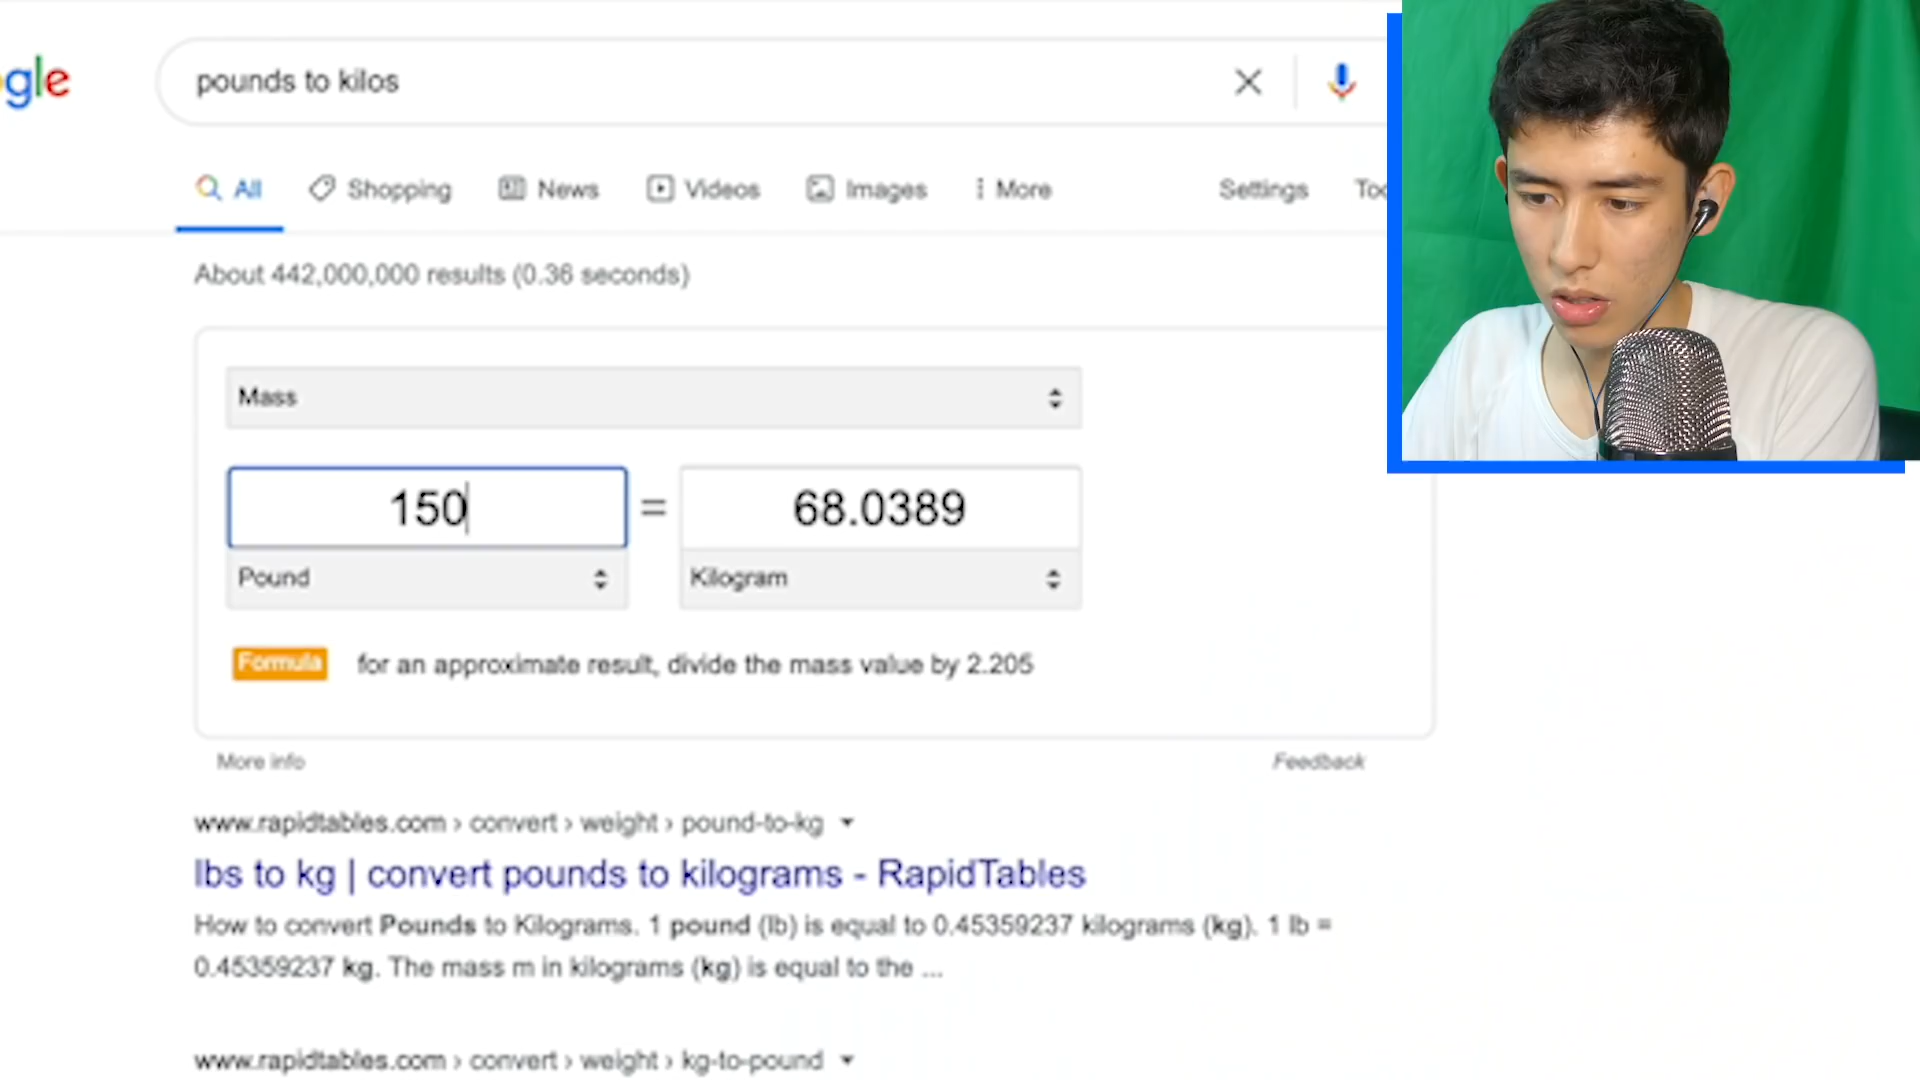 gle
pounds to kilos
All Shopping News Videos Images More Settings
About 442,000,000 results (0.36 seconds)
Mass
150 = 68.0389
Pound Kilogram
Formula for an approximate result, divide the mass value by 2.205
More info Feedback
www.rapidtables.com › convert › weight › pound-to-kg
lbs to kg | convert pounds to kilograms - RapidTables
How to convert Pounds to Kilograms. 1 pound (lb) is equal to 0.45359237 kilograms (kg). 1 lb =
0.45359237 kg. The mass m in kilograms (kg) is equal to the ...
www.rapidtables.com › convert › weight › kg-to-pound